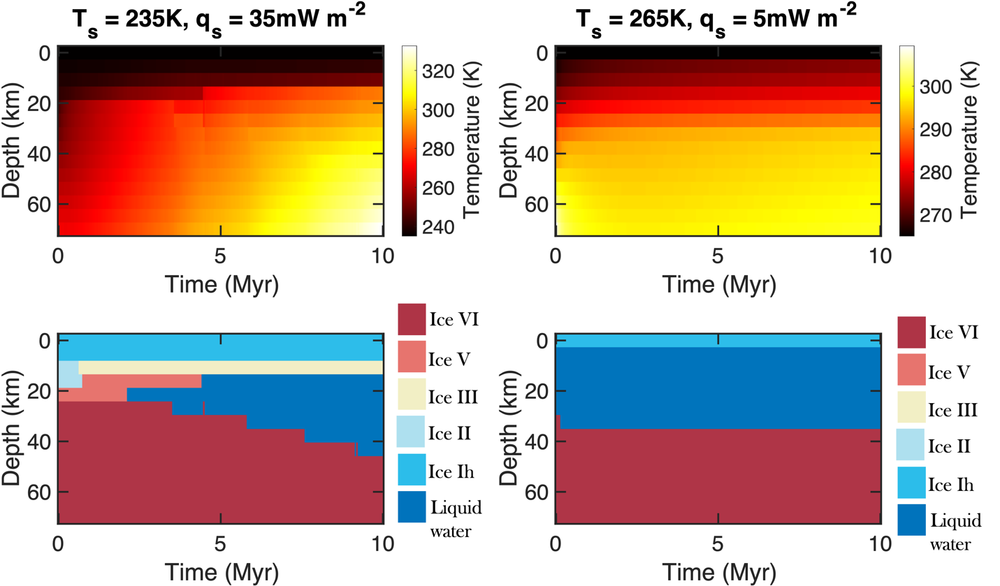 T_s = 235K, q_s = 35mW m^-2
0
20
40
60
Depth (km)
0
5
10
Time (Myr)
320
300
280
260
240
Temperature (K)
T_s = 265K, q_s = 5mW m^-2
0
20
40
60
Depth (km)
0
5
10
Time (Myr)
300
290
280
270
Temperature (K)
0
20
40
60
Depth (km)
0
5
10
Time (Myr)
Ice VI
Ice V
Ice III
Ice II
Ice Ih
Liquid
water
0
20
40
60
Depth (km)
0
5
10
Time (Myr)
Ice VI
Ice V
Ice III
Ice II
Ice Ih
Liquid
water